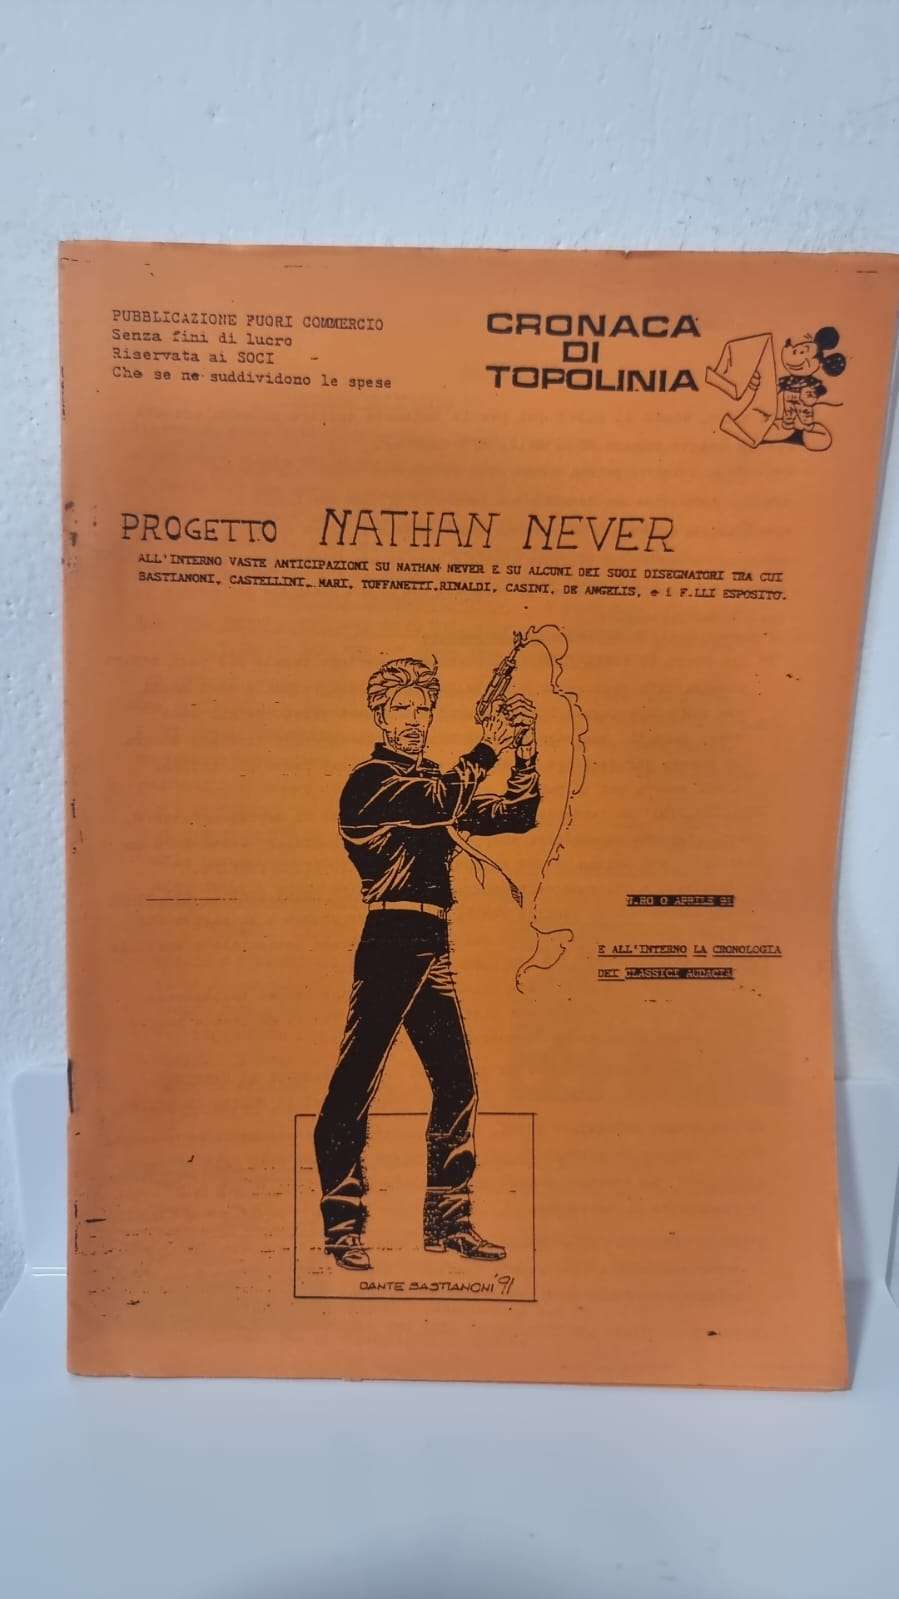 PUBBLICAZIONE FUORI COMMERCIO
Senza fini di lucro
Riservata ai SOCI
Che se ne suddividono le spese
CRONACA
DI
TOPOLINIA
PROGETTO NATHAN NEVER
ALL'INTERNO VASTE ANTICIPAZIONI SU NATHAN NEVER E SU ALCUNI DEI SUOI DISEGNATORI TRA CUI
BASTIANONI, CASTELLINI, MARI, TOFFANETTI, RINALDI, CASINI, DE ANGELIS, e i F.LLI ESPOSITO.
N.RO 0 APRILE 91
E ALL'INTERNO LA CRONOLOGIA
DEI CLASSICI AUDACIA
DANTE BASTIANONI '91